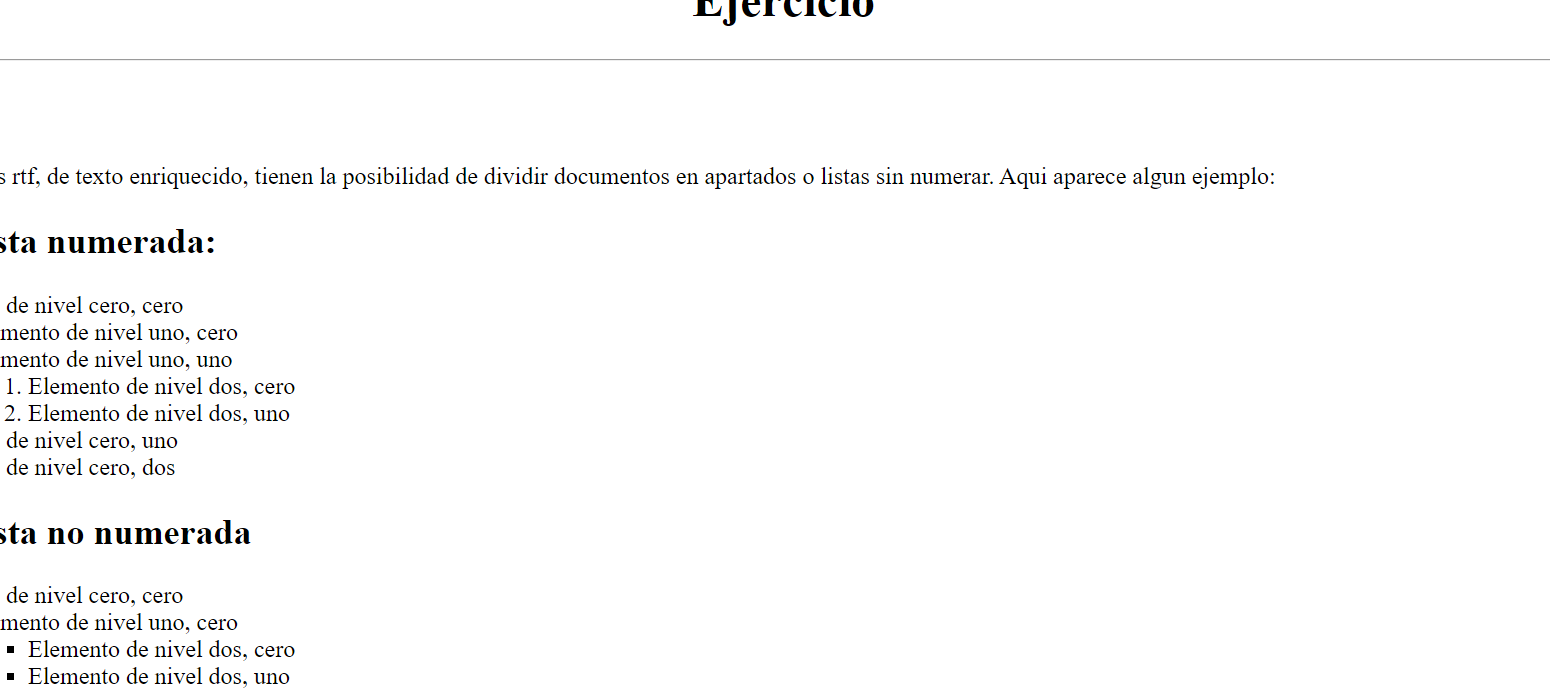 Ejercicio
s rtf, de texto enriquecido, tienen la posibilidad de dividir documentos en apartados o listas sin numerar. Aqui aparece algun ejemplo:
sta numerada:
de nivel cero, cero
mento de nivel uno, cero
mento de nivel uno, uno
1. Elemento de nivel dos, cero
2. Elemento de nivel dos, uno
de nivel cero, uno
de nivel cero, dos
sta no numerada
de nivel cero, cero
mento de nivel uno, cero
▪ Elemento de nivel dos, cero
▪ Elemento de nivel dos, uno